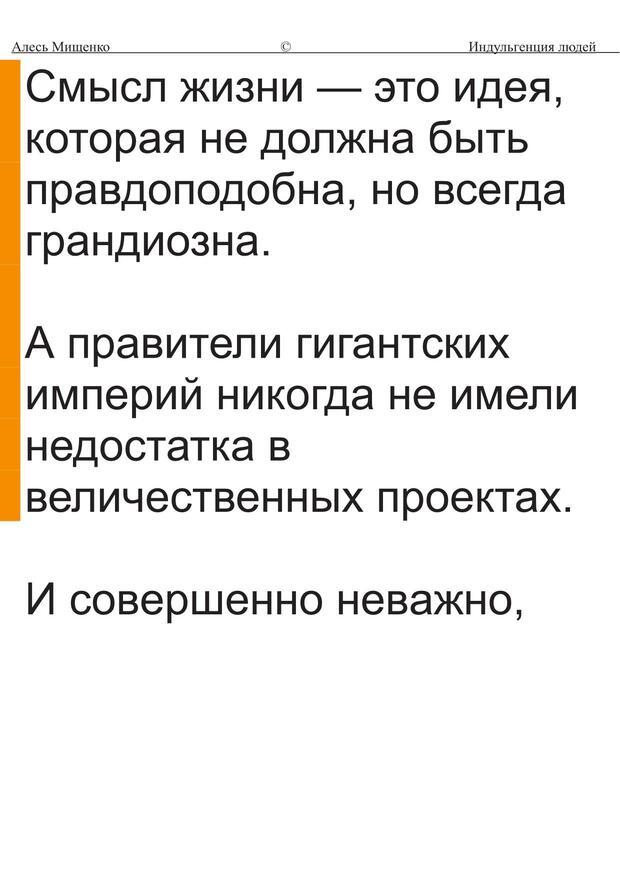 Алесь Мищенко © Индульгенция людей
Смысл жизни — это идея,
которая не должна быть
правдоподобна, но всегда
грандиозна.
А правители гигантских
империй никогда не имели
недостатка в
величественных проектах.
И совершенно неважно,